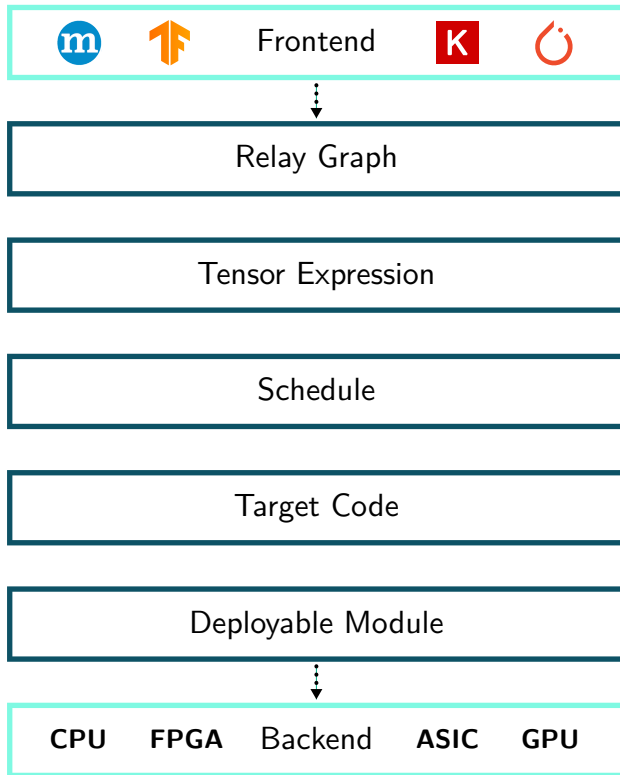 m Frontend K
Relay Graph
Tensor Expression
Schedule
Target Code
Deployable Module
CPU FPGA Backend ASIC GPU